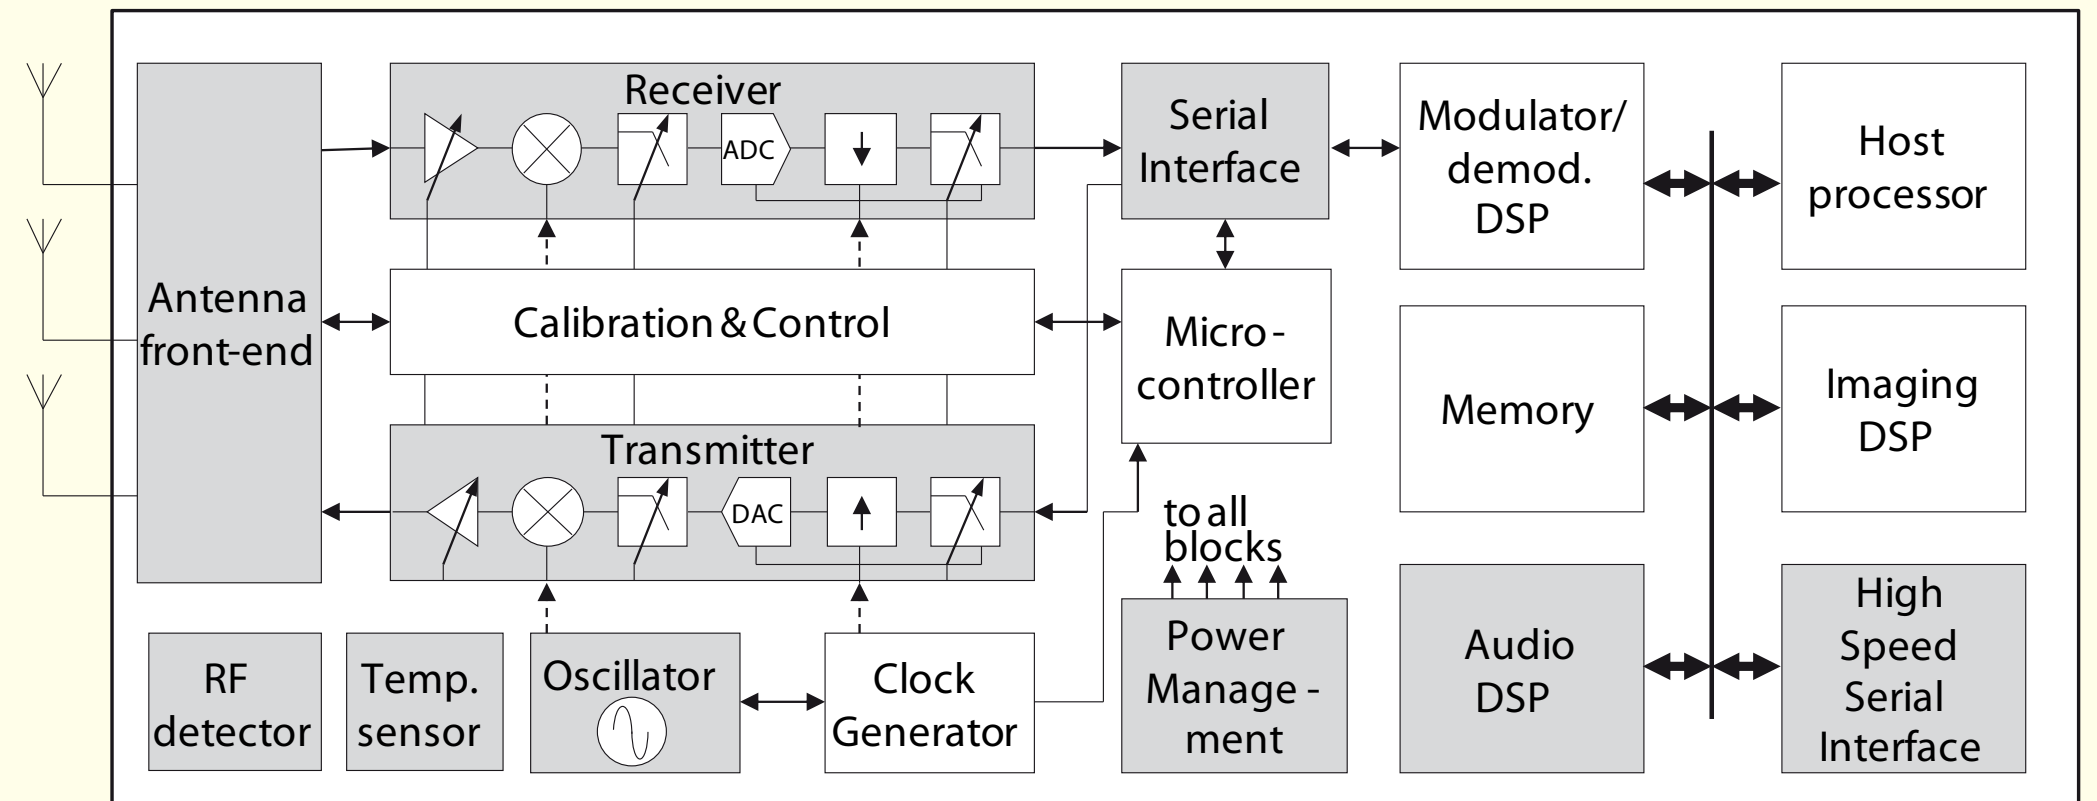 Receiver
ADC
Serial
Interface
Modulator/
demod.
DSP
Host
processor
Antenna
front-end
Calibration & Control
Micro-
controller
Memory
Imaging
DSP
Transmitter
DAC
to all
blocks
RF
detector
Temp.
sensor
Oscillator
Clock
Generator
Power
Manage-
ment
Audio
DSP
High
Speed
Serial
Interface